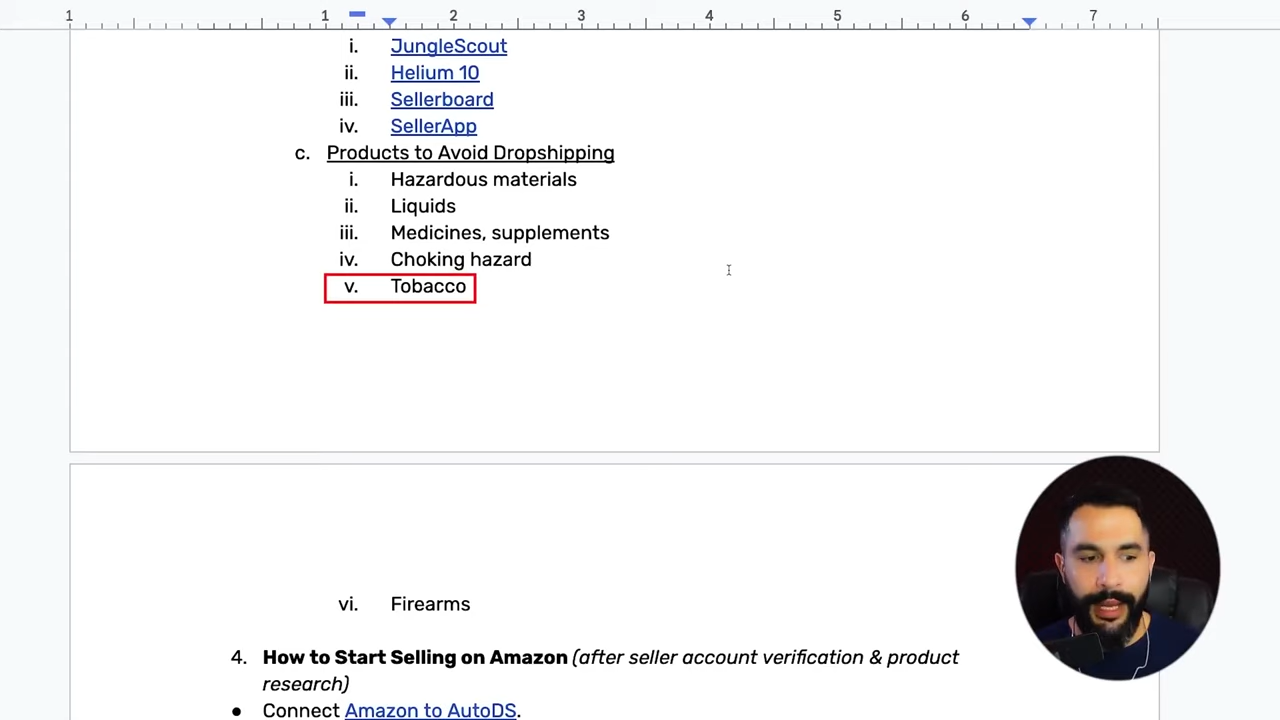 1 1 2 3 4 5 6 7
i. JungleScout
ii. Helium 10
iii. Sellerboard
iv. SellerApp
c. Products to Avoid Dropshipping
i. Hazardous materials
ii. Liquids
iii. Medicines, supplements
iv. Choking hazard
v. Tobacco
vi. Firearms
4. How to Start Selling on Amazon (after seller account verification & product
research)
● Connect Amazon to AutoDS.